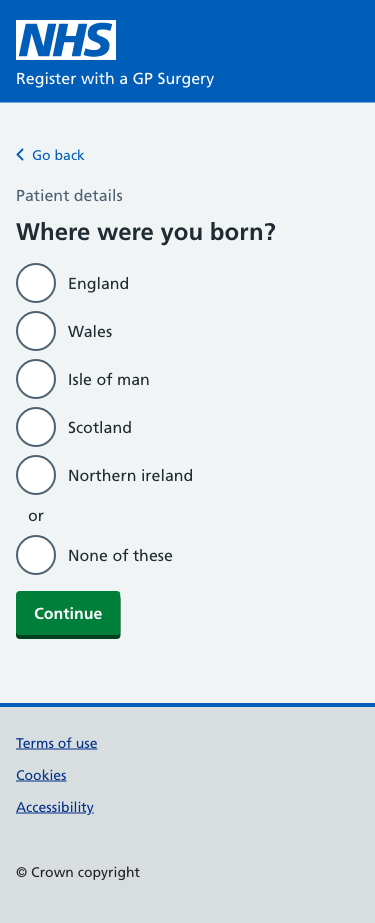 NHS
Register with a GP Surgery
Go back
Patient details
Where were you born?
England
Wales
Isle of man
Scotland
Northern ireland
or
None of these
Continue
Terms of use
Cookies
Accessibility
© Crown copyright